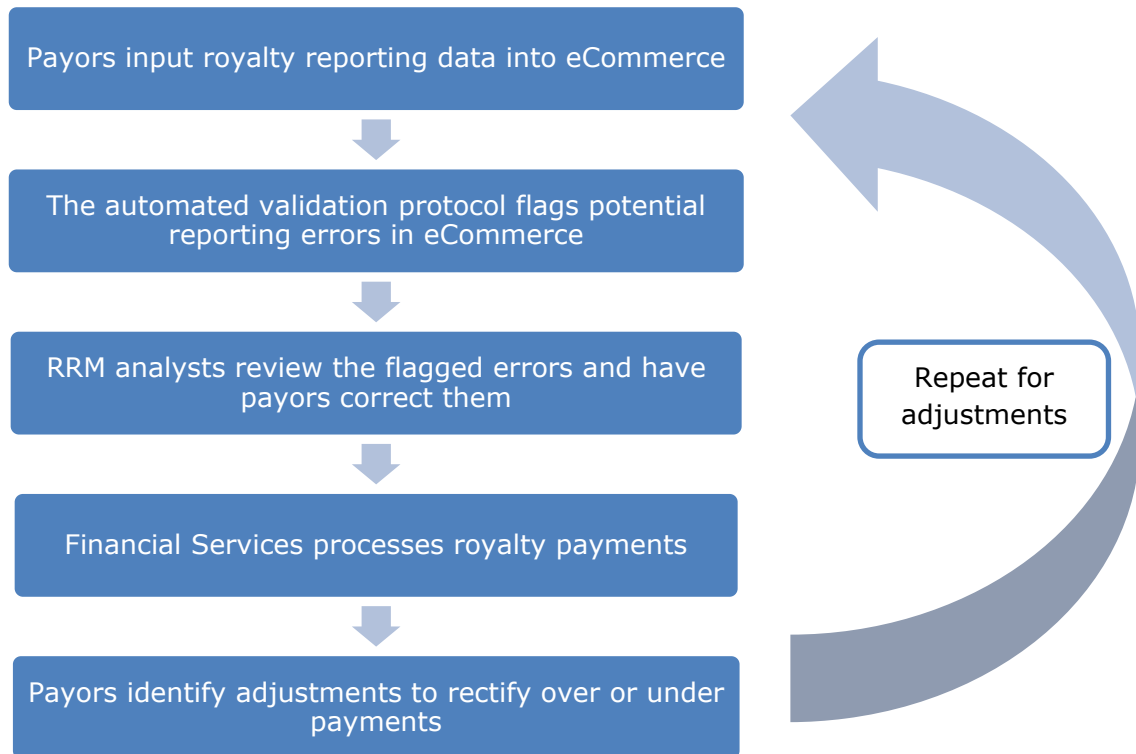 Payors input royalty reporting data into eCommerce
The automated validation protocol flags potential
reporting errors in eCommerce
RRM analysts review the flagged errors and have
payors correct them
Financial Services processes royalty payments
Payors identify adjustments to rectify over or under
payments
Repeat for
adjustments